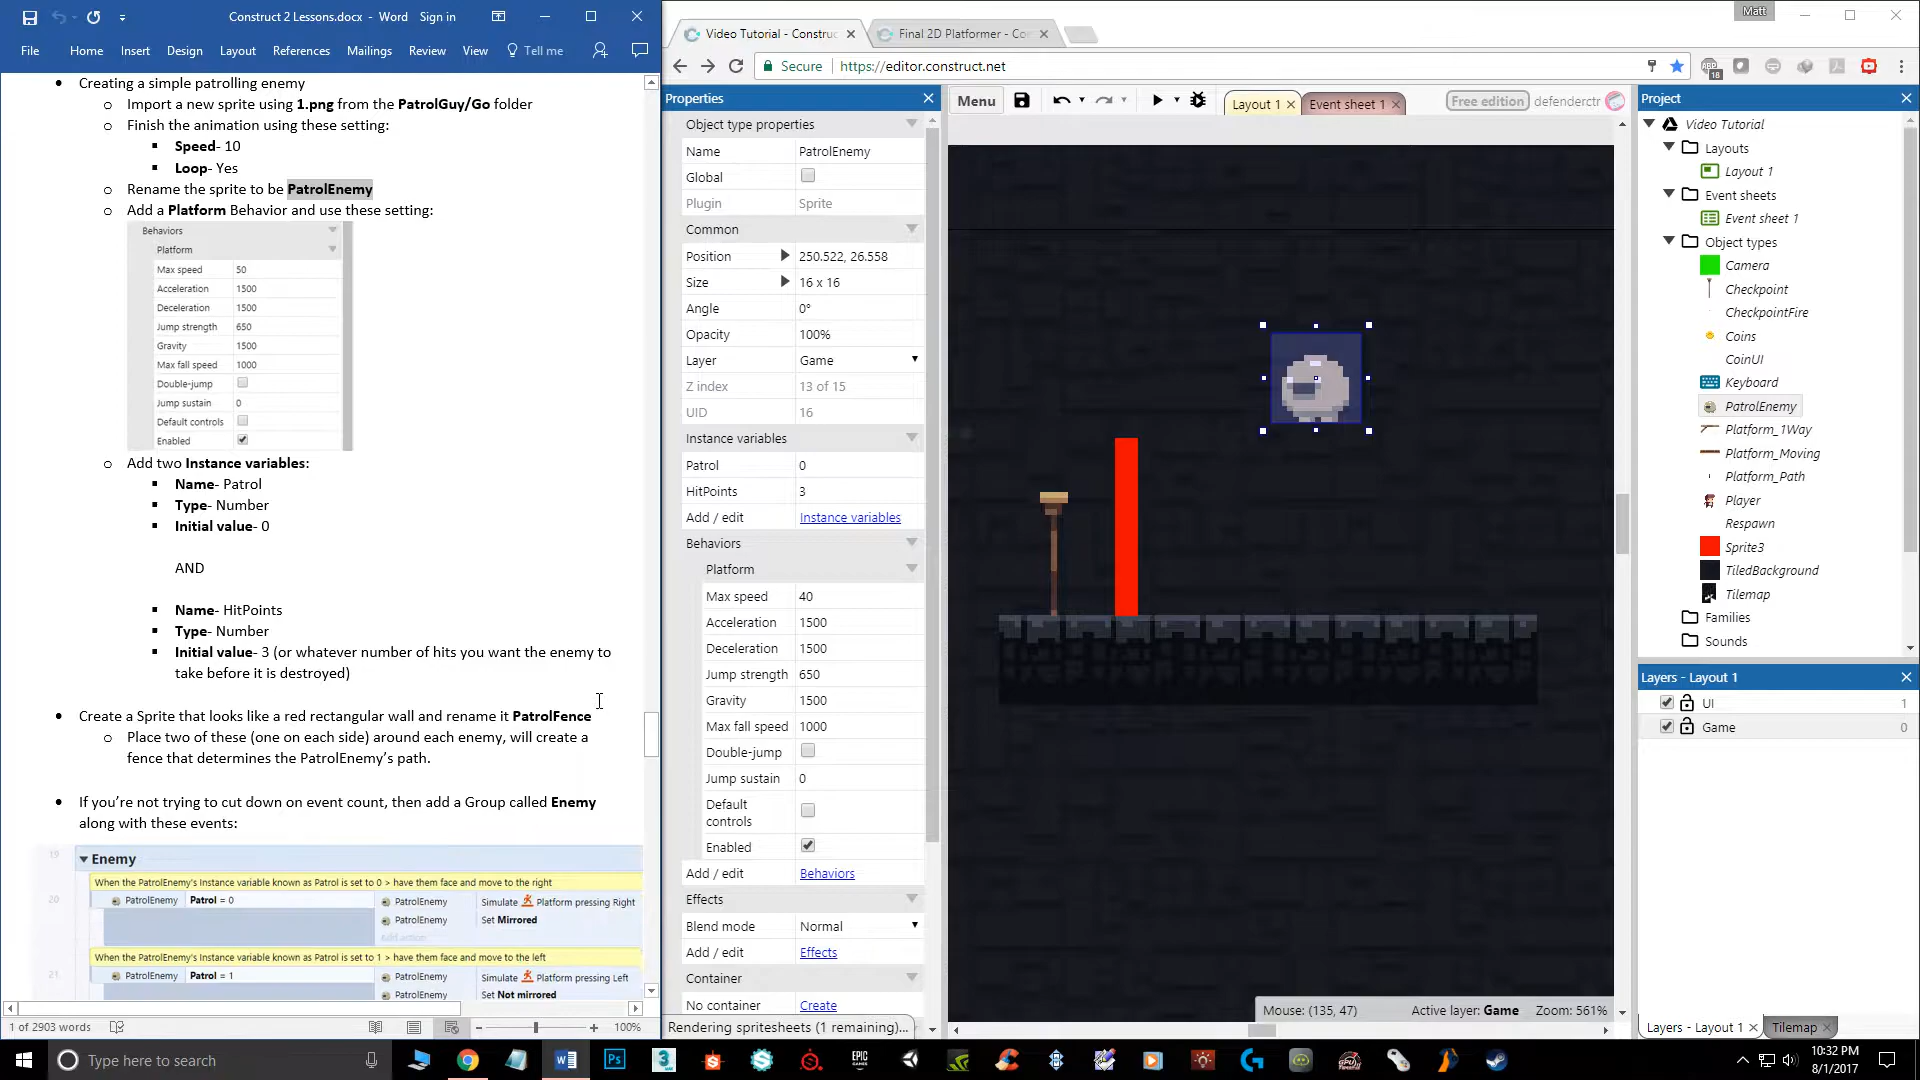 Construct 2 Lessons.docx - Word Sign in
File Home Insert Design Layout References Mailings Review View Tell me
Creating a simple patrolling enemy
Import a new sprite using 1.png from the PatrolGuy/Go folder
Finish the animation using these setting:
Speed- 10
Loop- Yes
Rename the sprite to be PatrolEnemy
Add a Platform Behavior and use these setting:
Behaviors
Platform
Max speed 50
Acceleration 1500
Deceleration 1500
Jump strength 650
Gravity 1500
Max fall speed 1000
Double-jump
Jump sustain 0
Default controls
Enabled
Add two Instance variables:
Name- Patrol
Type- Number
Initial value- 0
AND
Name- HitPoints
Type- Number
Initial value- 3 (or whatever number of hits you want the enemy to
take before it is destroyed)
Create a Sprite that looks like a red rectangular wall and rename it PatrolFence
Place two of these (one on each side) around each enemy, will create a
fence that determines the PatrolEnemy's path.
If you're not trying to cut down on event count, then add a Group called Enemy
along with these events:
19 Enemy
When the PatrolEnemy's Instance variable known as Patrol is set to 0 > have them face and move to the right
20 PatrolEnemy Patrol = 0 PatrolEnemy Simulate Platform pressing Right
PatrolEnemy Set Mirrored
Add action
When the PatrolEnemy's Instance variable known as Patrol is set to 1 > have them face and move to the left
21 PatrolEnemy Patrol = 1 PatrolEnemy Simulate Platform pressing Left
PatrolEnemy Set Not mirrored
1 of 2903 words 100%
Matt
Video Tutorial - Construc Final 2D Platformer - Co
Secure https://editor.construct.net
16
Properties
Object type properties
Name PatrolEnemy
Global
Plugin Sprite
Common
Position 250.522, 26.558
Size 16 x 16
Angle 0°
Opacity 100%
Layer Game
Z index 13 of 15
UID 16
Instance variables
Patrol 0
HitPoints 3
Add / edit Instance variables
Behaviors
Platform
Max speed 40
Acceleration 1500
Deceleration 1500
Jump strength 650
Gravity 1500
Max fall speed 1000
Double-jump
Jump sustain 0
Default
controls
Enabled
Add / edit Behaviors
Effects
Blend mode Normal
Add / edit Effects
Container
No container Create
Rendering spritesheets (1 remaining)...
Menu Layout 1 Event sheet 1 Free edition defenderctr
Mouse: (135, 47) Active layer: Game Zoom: 561%
Project
Video Tutorial
Layouts
Layout 1
Event sheets
Event sheet 1
Object types
Camera
Checkpoint
CheckpointFire
Coins
CoinUI
Keyboard
PatrolEnemy
Platform_1Way
Platform_Moving
Platform_Path
Player
Respawn
Sprite3
TiledBackground
Tilemap
Families
Sounds
Layers - Layout 1
UI 1
Game 0
Layers - Layout 1 Tilemap
Type here to search
Ps
3
EPIC
GAMES
10:32 PM
8/1/2017